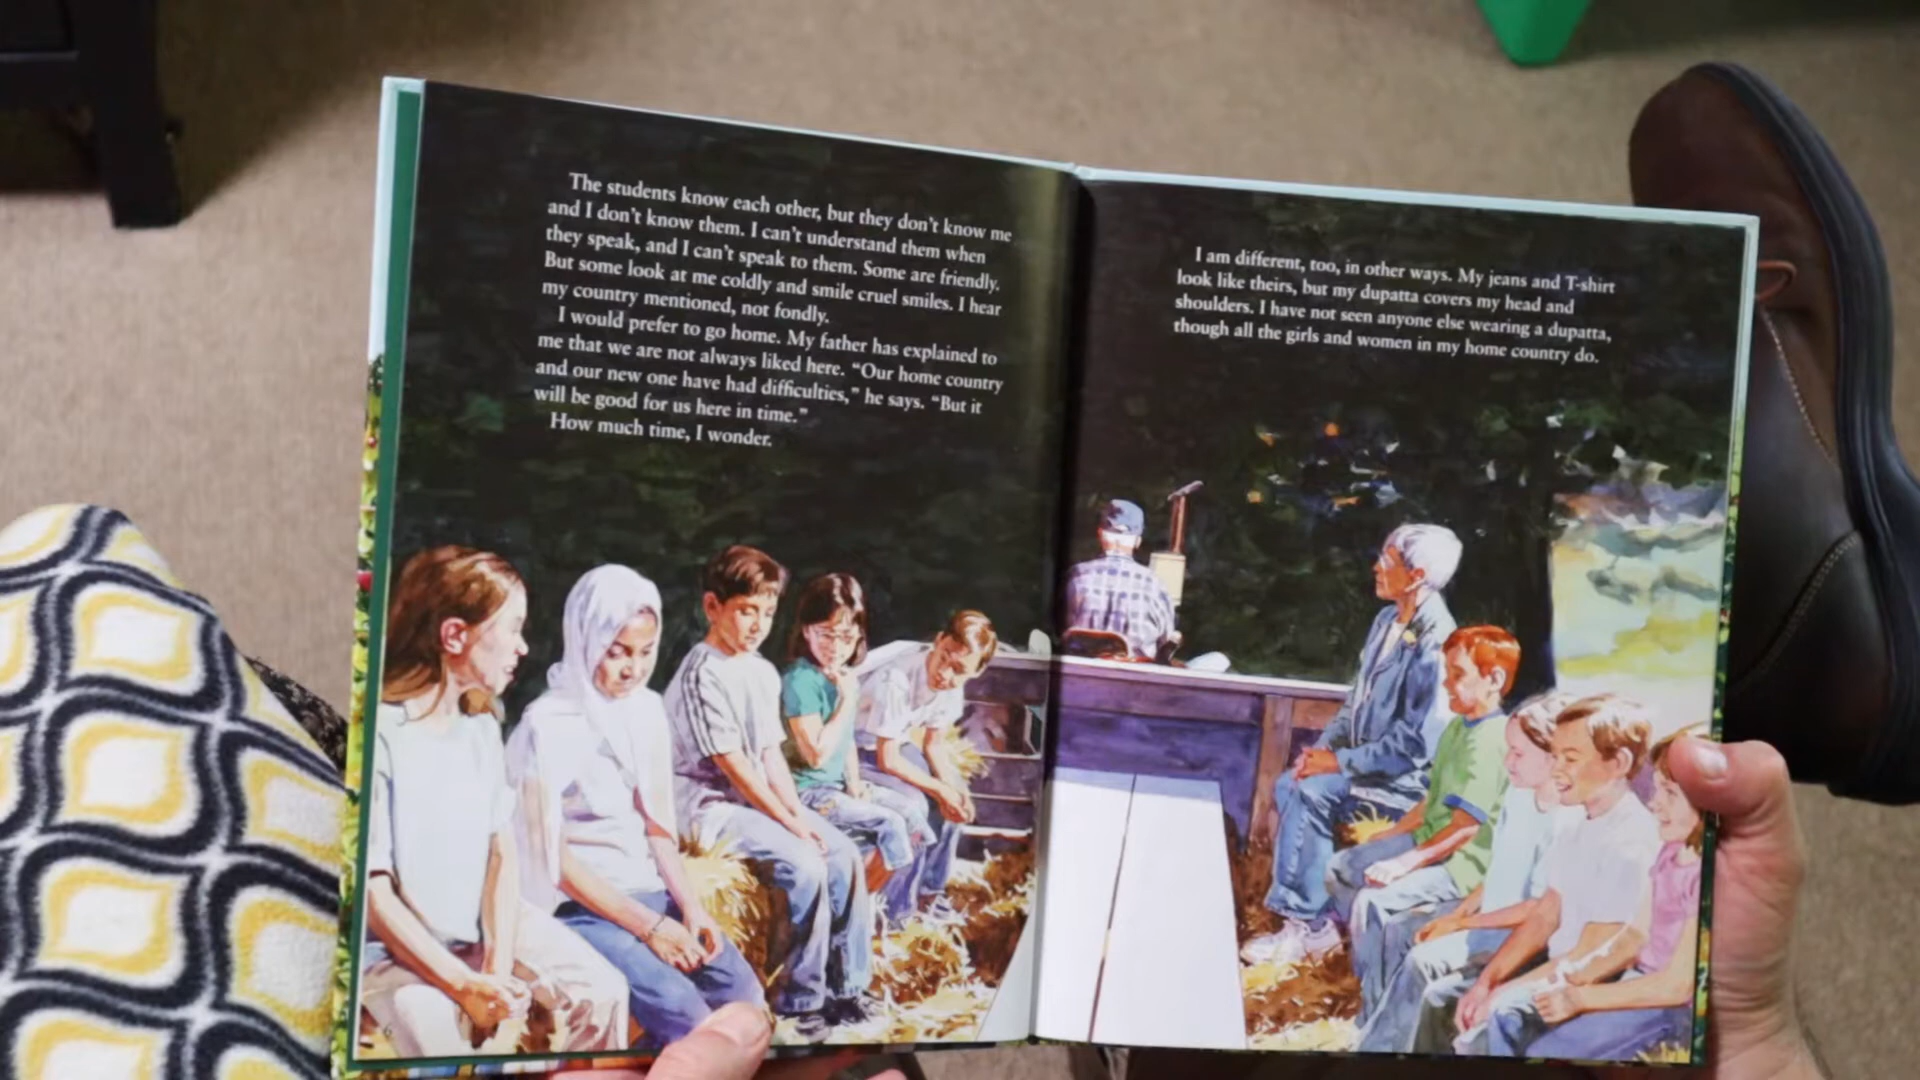 The students know each other, but they don't know me
and I don't know them. I can't understand them when
they speak, and I can't speak to them. Some are friendly.
But some look at me coldly and smile cruel smiles. I hear
my country mentioned, not fondly.
I would prefer to go home. My father has explained to
me that we are not always liked here. “Our home country
and our new one have had difficulties,” he says. “But it
will be good for us here in time.”
How much time, I wonder.
6
I am different, too, in other ways. My jeans and T-shirt
look like theirs, but my dupatta covers my head and
shoulders. I have not seen anyone else wearing a dupatta,
though all the girls and women in my home country do.